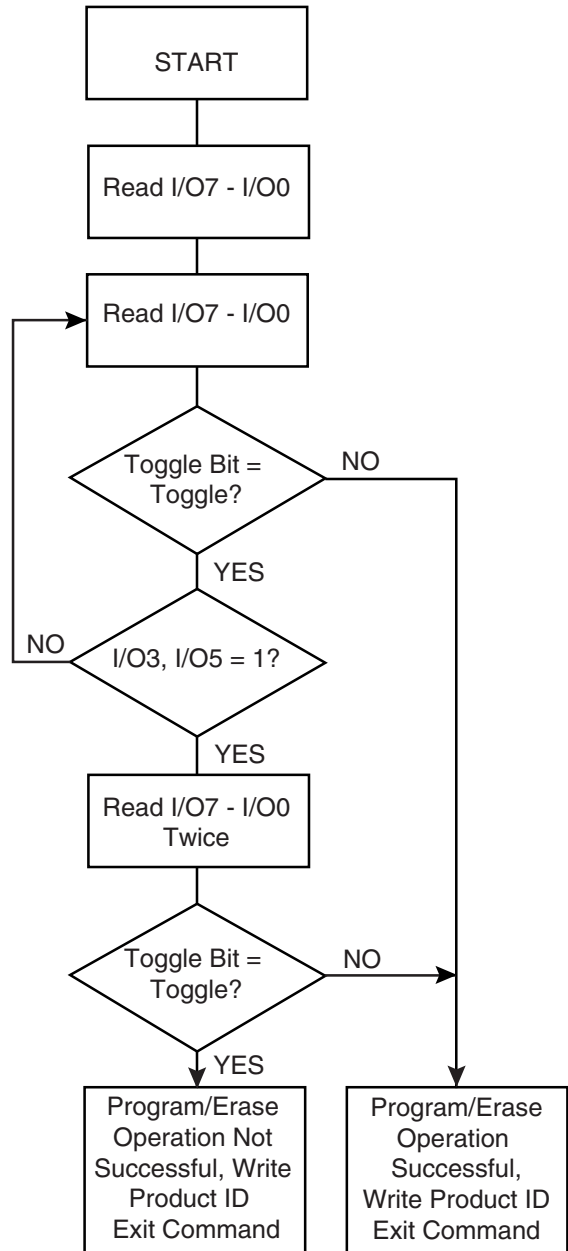 START
Read I/O7 - I/O0
Read I/O7 - I/O0
Toggle Bit =
Toggle?
NO
YES
NO
I/O3, I/O5 = 1?
YES
Read I/O7 - I/O0
Twice
Toggle Bit =
Toggle?
NO
YES
Program/Erase
Operation Not
Successful, Write
Product ID
Exit Command
Program/Erase
Operation
Successful,
Write Product ID
Exit Command